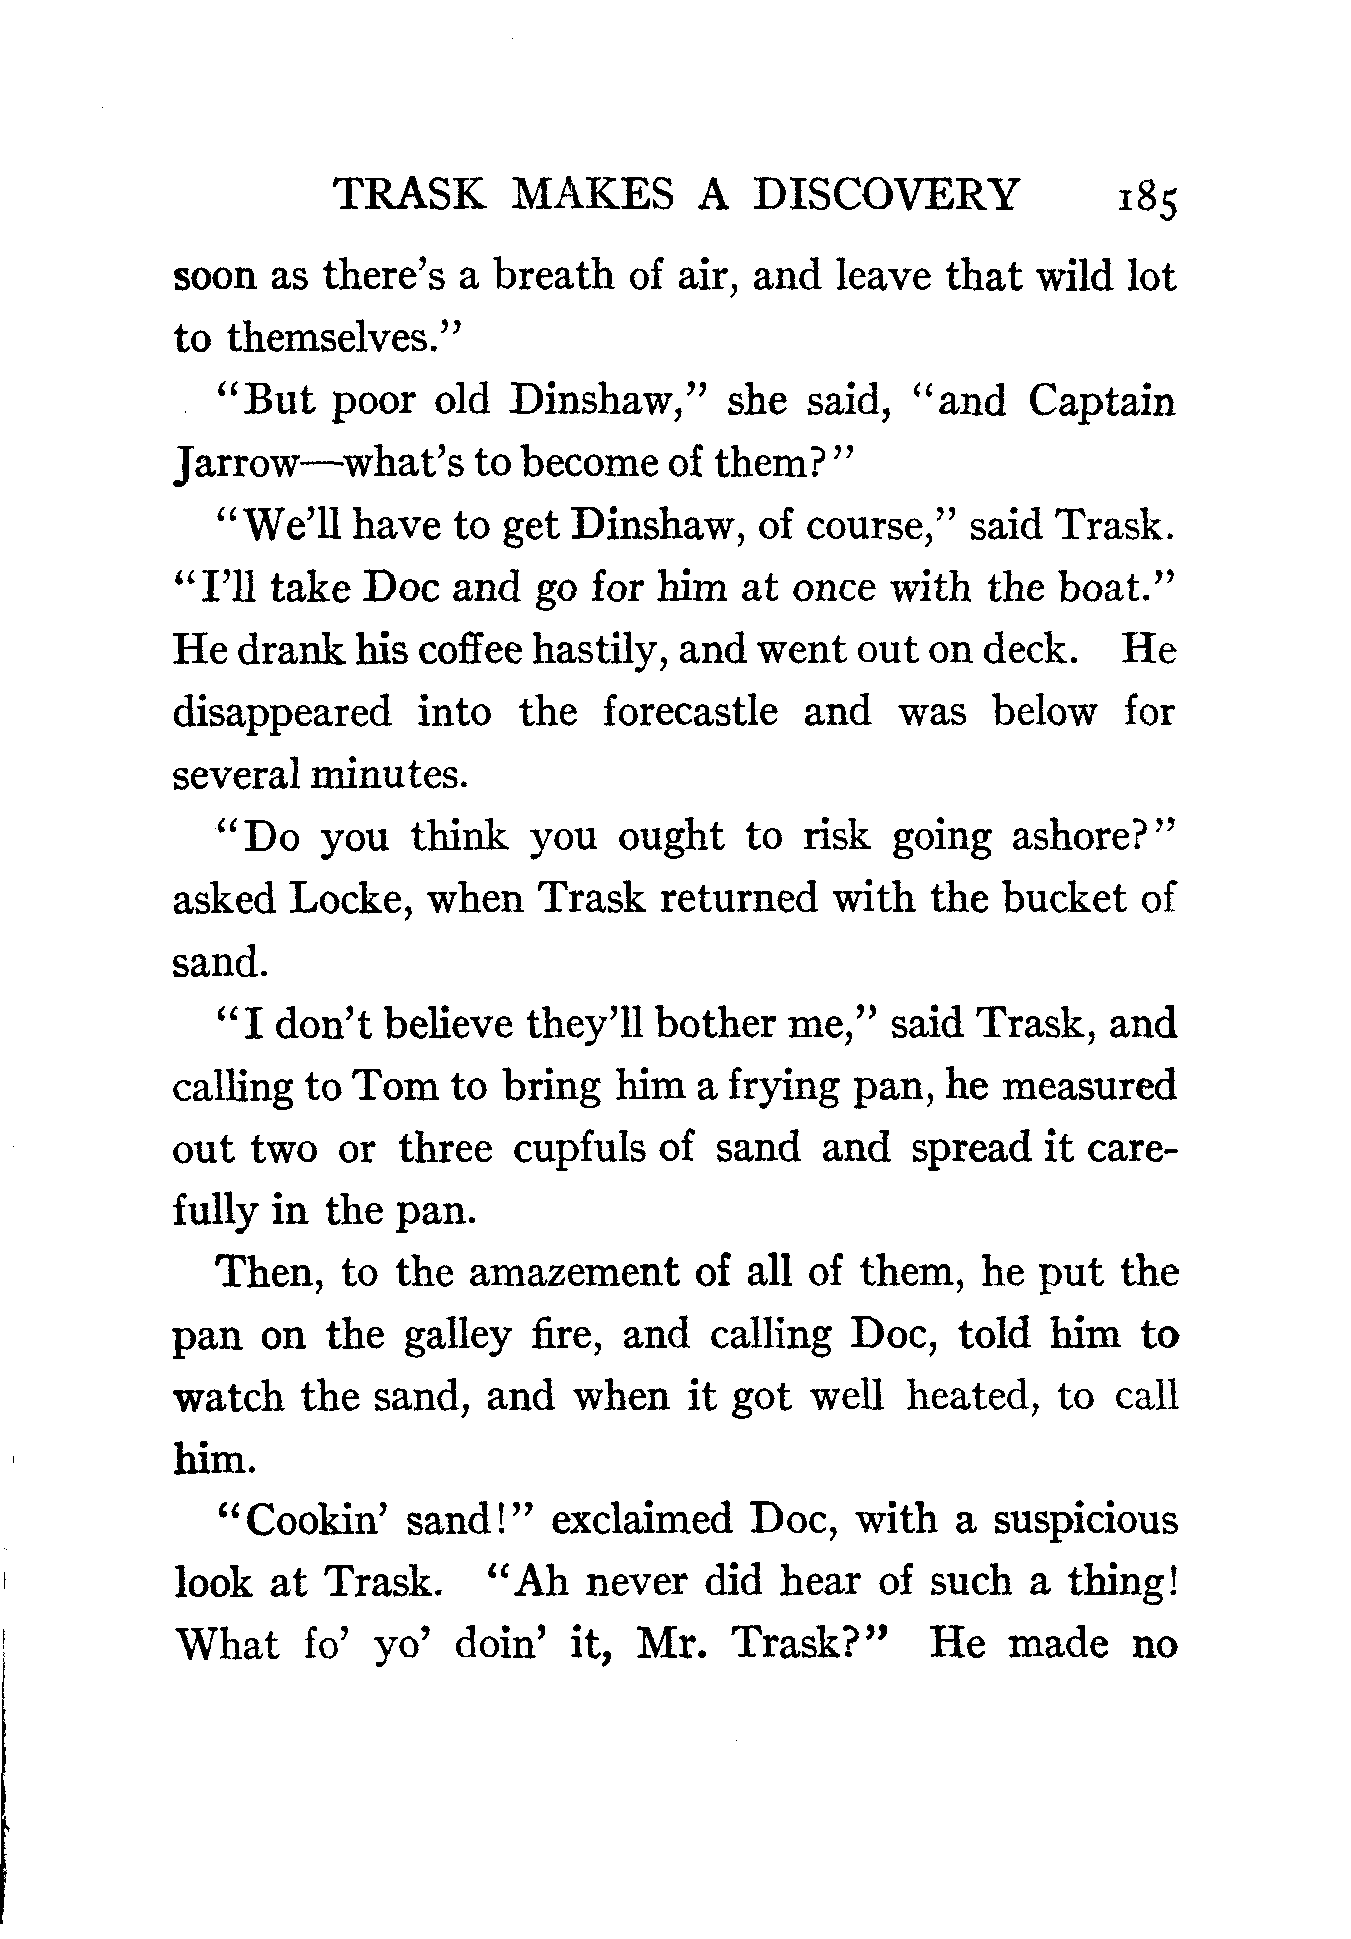 TRASK MAKES A DISCOVERY 185
soon as there's a breath of air, and leave that wild lot
to themselves."
"But poor old Dinshaw," she said, "and Captain
Jarrow—what's to become of them?"
"We'll have to get Dinshaw, of course," said Trask.
"I'll take Doc and go for him at once with the boat."
He drank his coffee hastily, and went out on deck. He
disappeared into the forecastle and was below for
several minutes.
"Do you think you ought to risk going ashore?"
asked Locke, when Trask returned with the bucket of
sand.
"I don't believe they'll bother me," said Trask, and
calling to Tom to bring him a frying pan, he measured
out two or three cupfuls of sand and spread it care-
fully in the pan.
Then, to the amazement of all of them, he put the
pan on the galley fire, and calling Doc, told him to
watch the sand, and when it got well heated, to call
him.
"Cookin' sand!" exclaimed Doc, with a suspicious
look at Trask. "Ah never did hear of such a thing!
What fo' yo' doin' it, Mr. Trask?" He made no